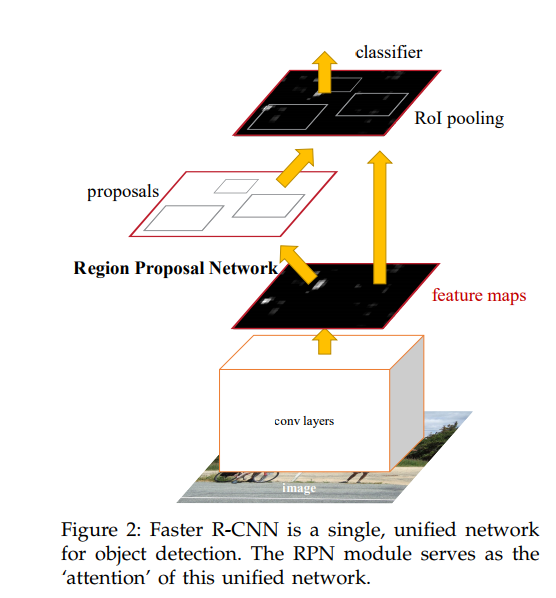 classifier
RoI pooling
proposals
Region Proposal Network
feature maps
conv layers
image
Figure 2: Faster R-CNN is a single, unified network
for object detection. The RPN module serves as the
‘attention’ of this unified network.